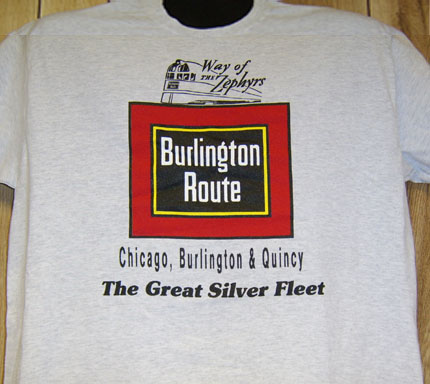 Way of
THE Zephyrs
Burlington
Route
Chicago, Burlington & Quincy
The Great Silver Fleet